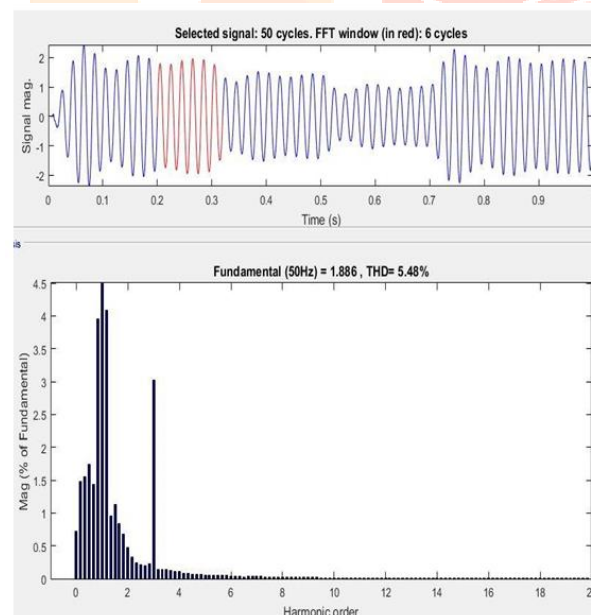 Selected signal: 50 cycles. FFT window (in red): 6 cycles
Signal mag.
2
1
0
-1
-2
0 0.1 0.2 0.3 0.4 0.5 0.6 0.7 0.8 0.9
Time (s)
sis
Fundamental (50Hz) = 1.886 , THD= 5.48%
Mag (% of Fundamental)
4.5
4
3.5
3
2.5
2
1.5
1
0.5
0
0 2 4 6 8 10 12 14 16 18 2
Harmonic order